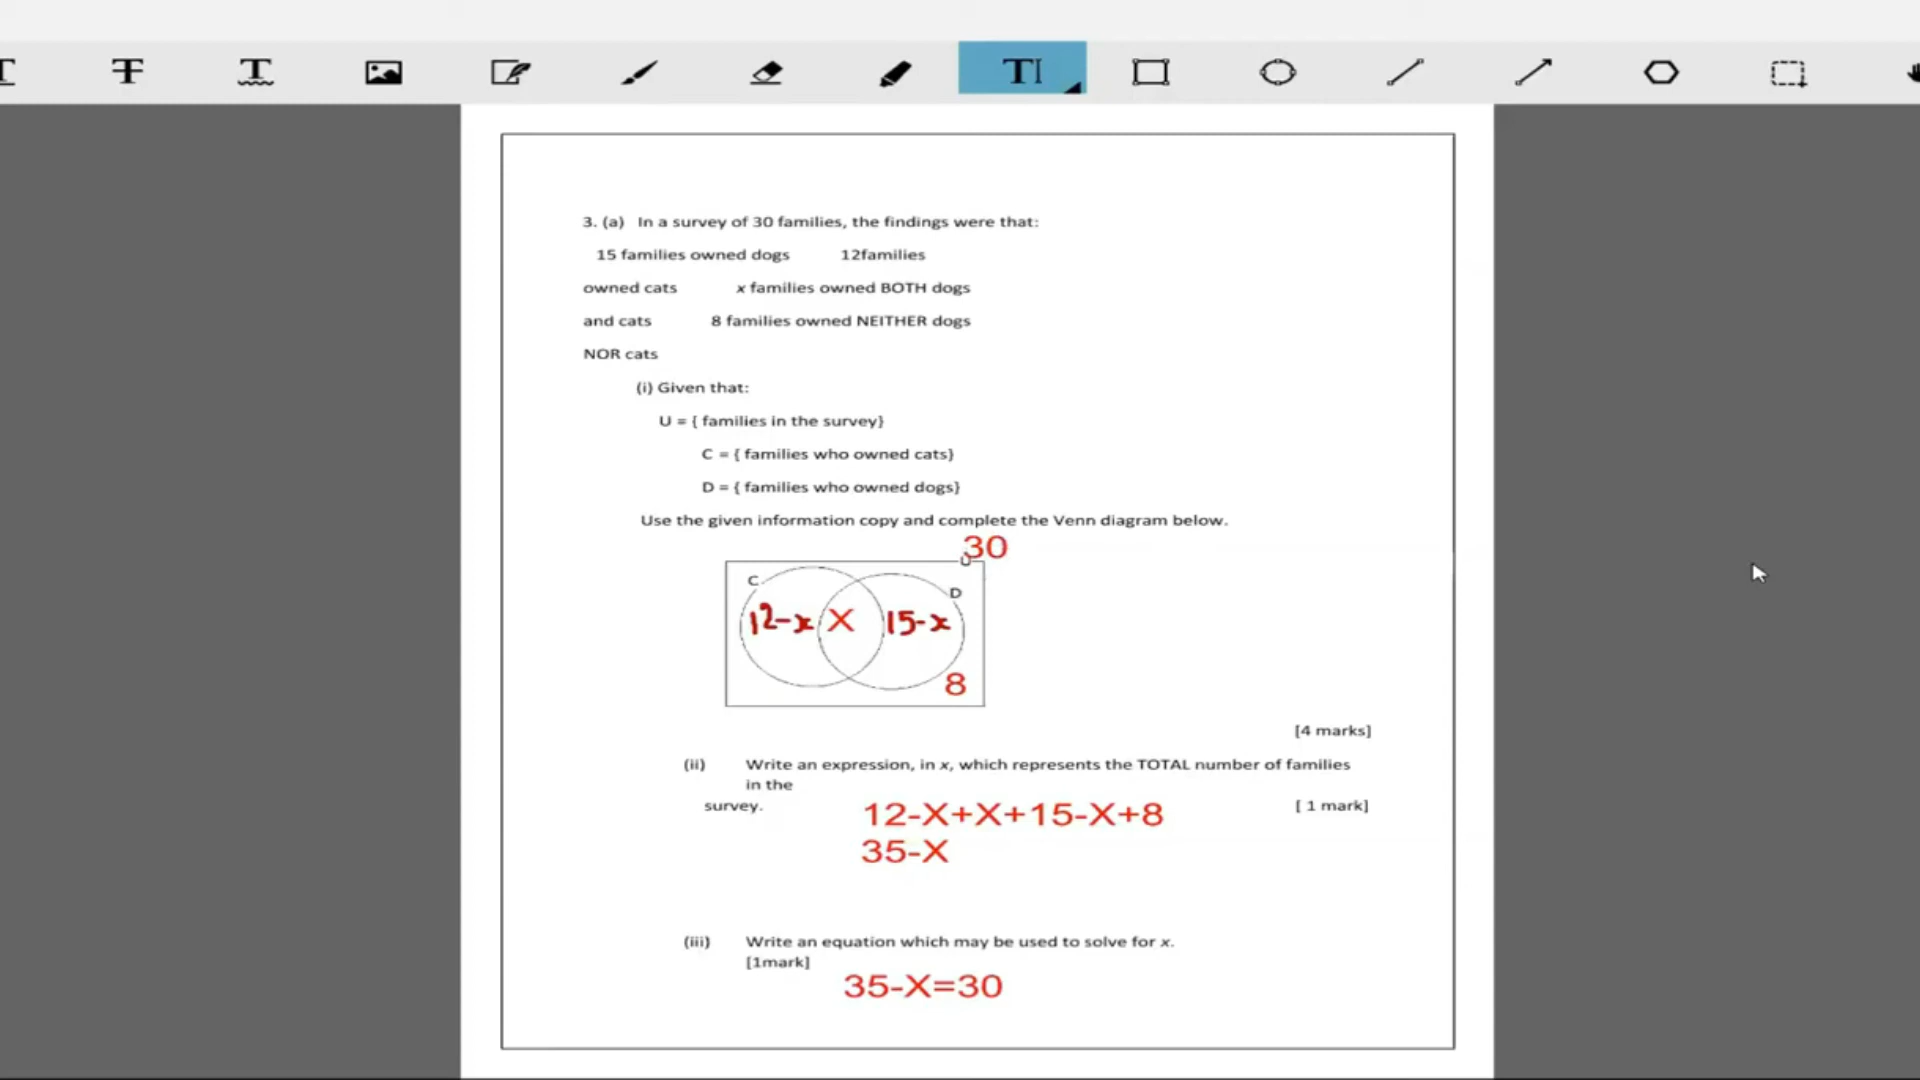 3. (a) In a survey of 30 families, the findings were that:
15 families owned dogs 12families
owned cats x families owned BOTH dogs
and cats 8 families owned NEITHER dogs
NOR cats
(i) Given that:
U = { families in the survey}
C = { families who owned cats}
D = { families who owned dogs}
Use the given information copy and complete the Venn diagram below.
30
U
C
D
12-x X 15-x
8
[4 marks]
(ii) Write an expression, in x, which represents the TOTAL number of families
in the
survey. [ 1 mark]
12-X+X+15-X+8
35-X
(iii) Write an equation which may be used to solve for x.
[1mark]
35-X=30